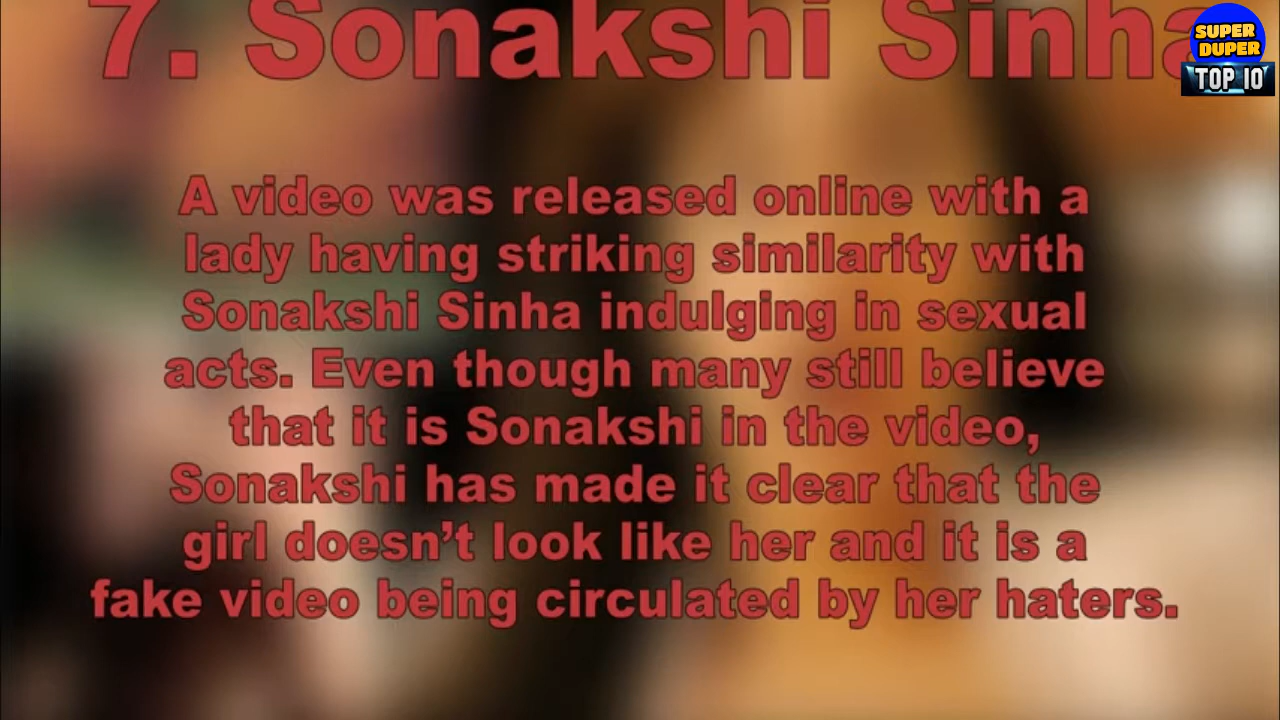 7. Sonakshi Sinha
SUPER
DUPER
TOP 10
A video was released online with a
lady having striking similarity with
Sonakshi Sinha indulging in sexual
acts. Even though many still believe
that it is Sonakshi in the video,
Sonakshi has made it clear that the
girl doesn’t look like her and it is a
fake video being circulated by her haters.